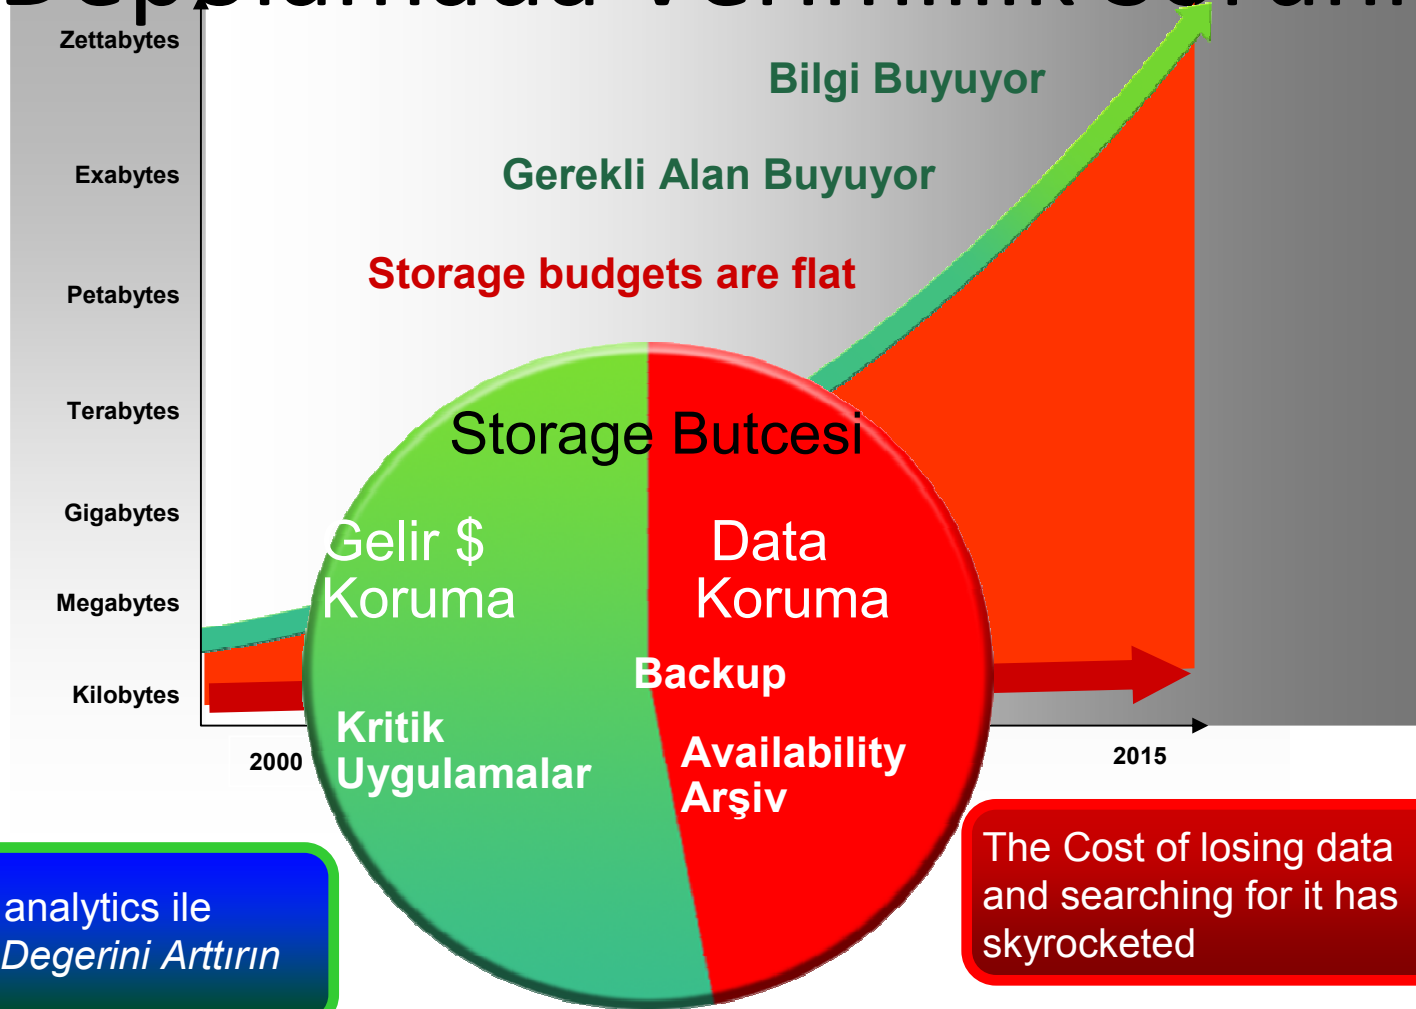 Zettabytes
Exabytes
Petabytes
Terabytes
Gigabytes
Megabytes
Kilobytes
Bilgi Buyuyor
Gerekli Alan Buyuyor
Storage budgets are flat
Storage Butcesi
Gelir $
Koruma
Data
Koruma
Backup
Kritik
Uygulamalar
Availability
Arşiv
2000
2015
analytics ile
Degerini Arttırın
The Cost of losing data
and searching for it has
skyrocketed